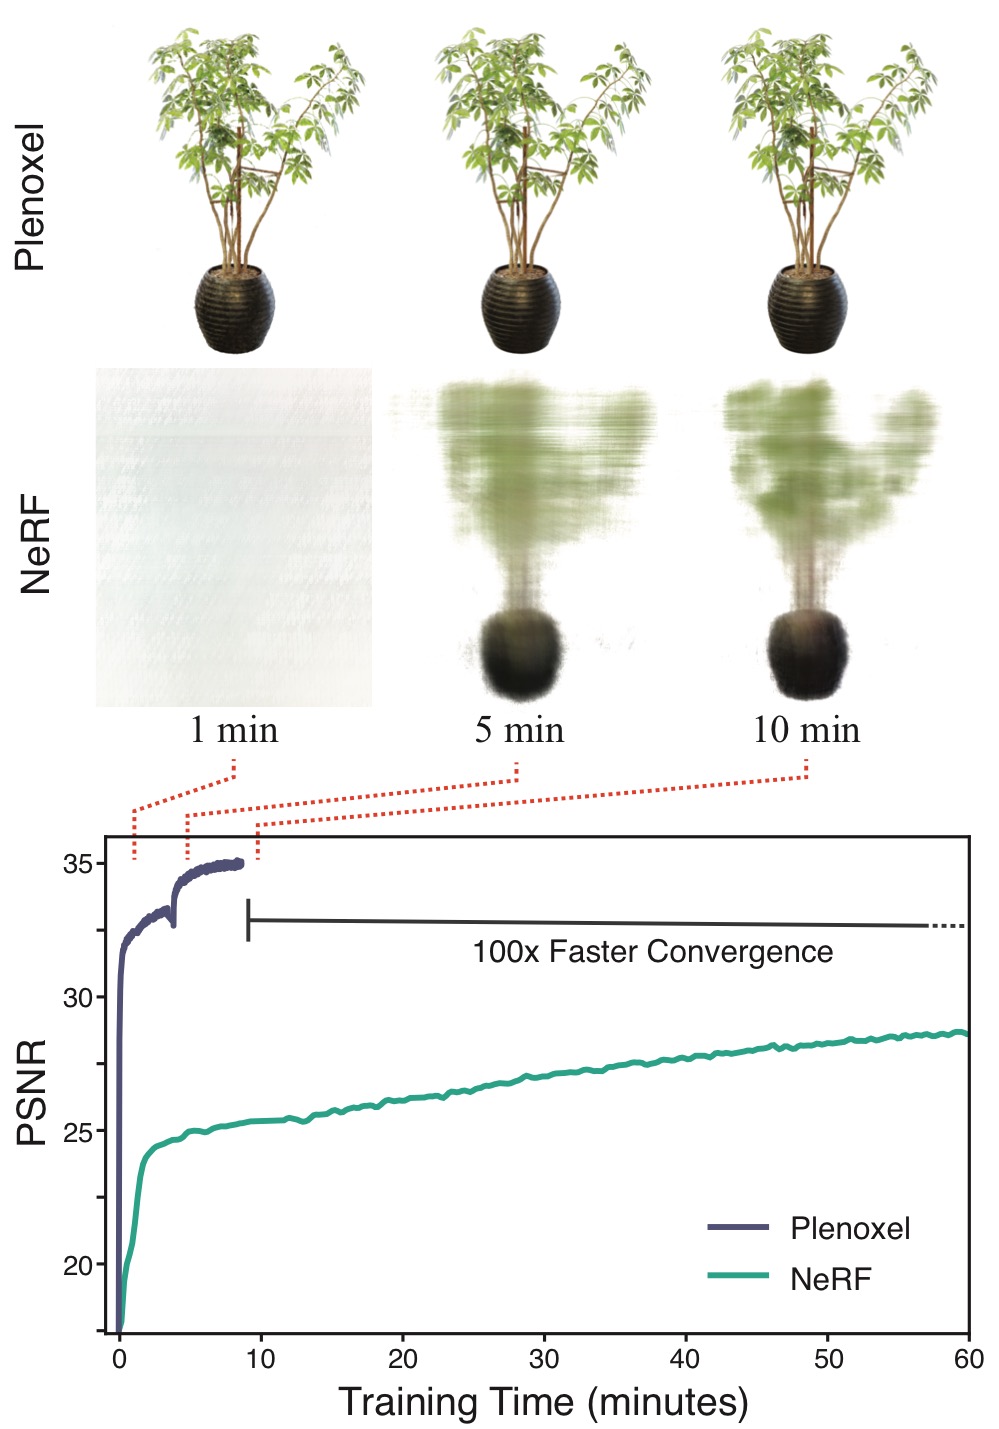 Plenoxel
NeRF
1 min
5 min
10 min
35
30
25
20
PSNR
100x Faster Convergence
Plenoxel
NeRF
0
10
20
30
40
50
60
Training Time (minutes)